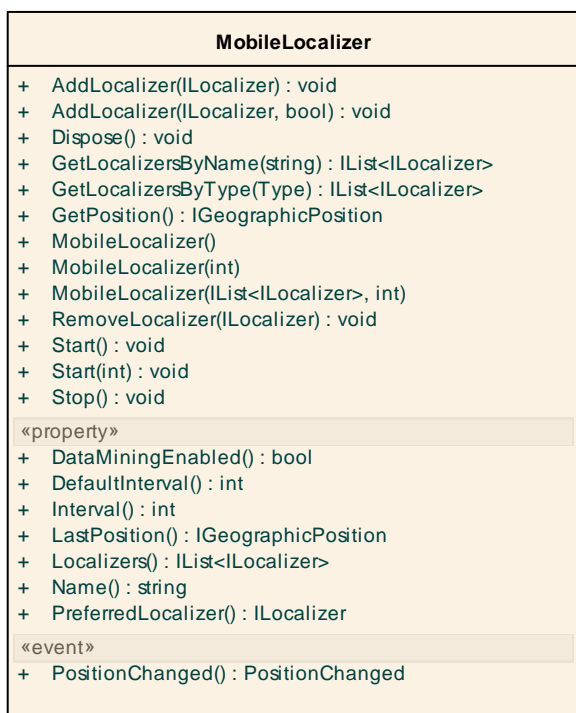 MobileLocalizer
+ AddLocalizer(ILocalizer) : void
+ AddLocalizer(ILocalizer, bool) : void
+ Dispose() : void
+ GetLocalizersByName(string) : IList<ILocalizer>
+ GetLocalizersByType(Type) : IList<ILocalizer>
+ GetPosition() : IGeographicPosition
+ MobileLocalizer()
+ MobileLocalizer(int)
+ MobileLocalizer(IList<ILocalizer>, int)
+ RemoveLocalizer(ILocalizer) : void
+ Start() : void
+ Start(int) : void
+ Stop() : void
«property»
+ DataMiningEnabled() : bool
+ DefaultInterval() : int
+ Interval() : int
+ LastPosition() : IGeographicPosition
+ Localizers() : IList<ILocalizer>
+ Name() : string
+ PreferredLocalizer() : ILocalizer
«event»
+ PositionChanged() : PositionChanged